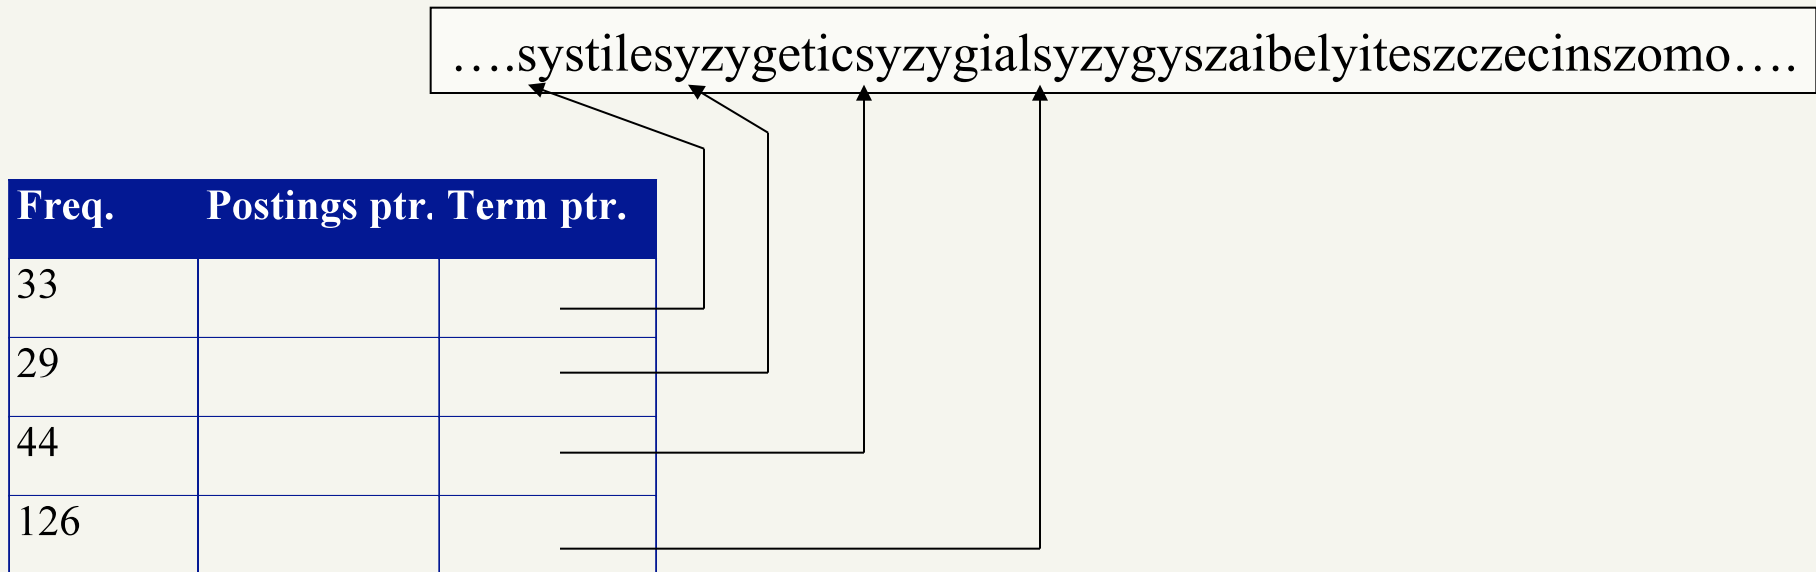 ….systilesyzygeticsyzygialsyzygyszaibelyiteszczecinszomo….
Freq. Postings ptr. Term ptr.
33
29
44
126